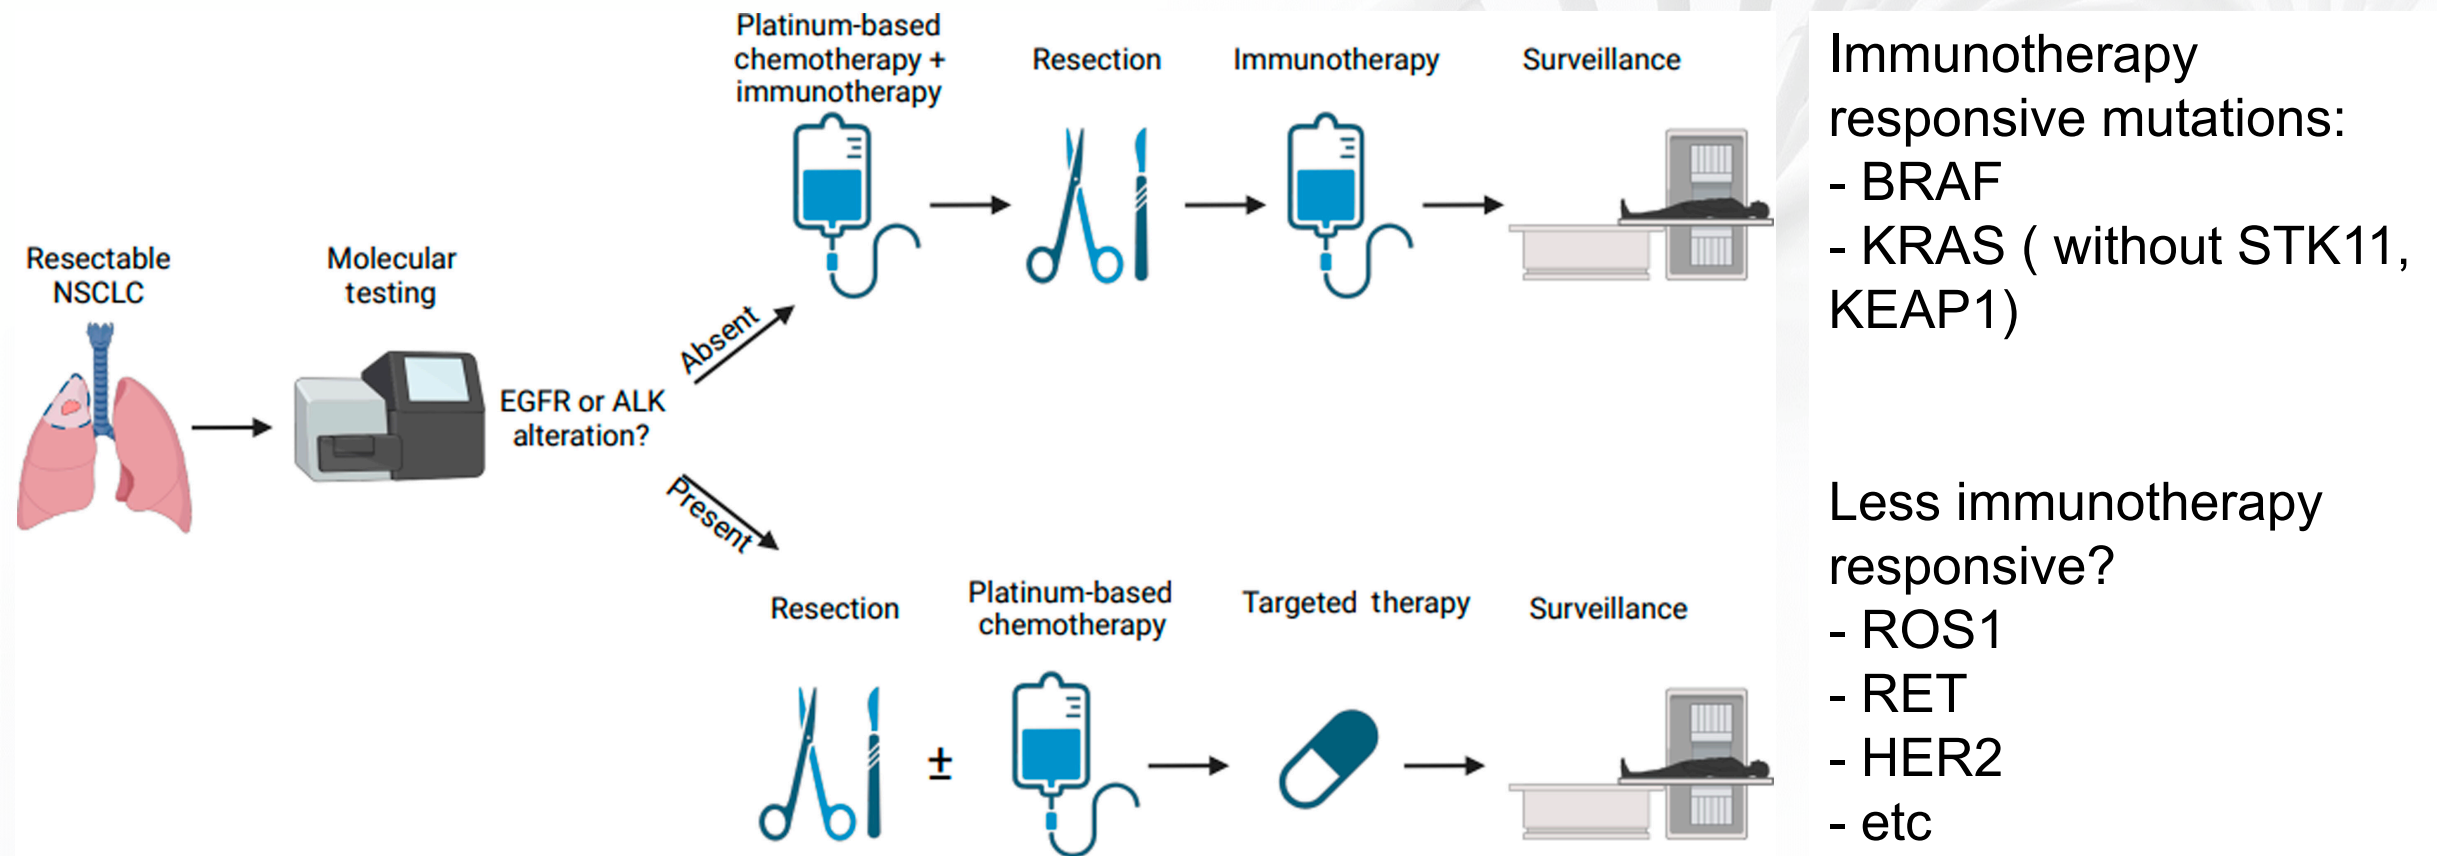 Resectable
NSCLC
Molecular
testing
EGFR or ALK
alteration?
Absent
Platinum-based
chemotherapy +
immunotherapy
Resection
Immunotherapy
Surveillance
Present
Resection
±
Platinum-based
chemotherapy
Targeted therapy
Surveillance
Immunotherapy
responsive mutations:
- BRAF
- KRAS ( without STK11,
KEAP1)
Less immunotherapy
responsive?
- ROS1
- RET
- HER2
- etc